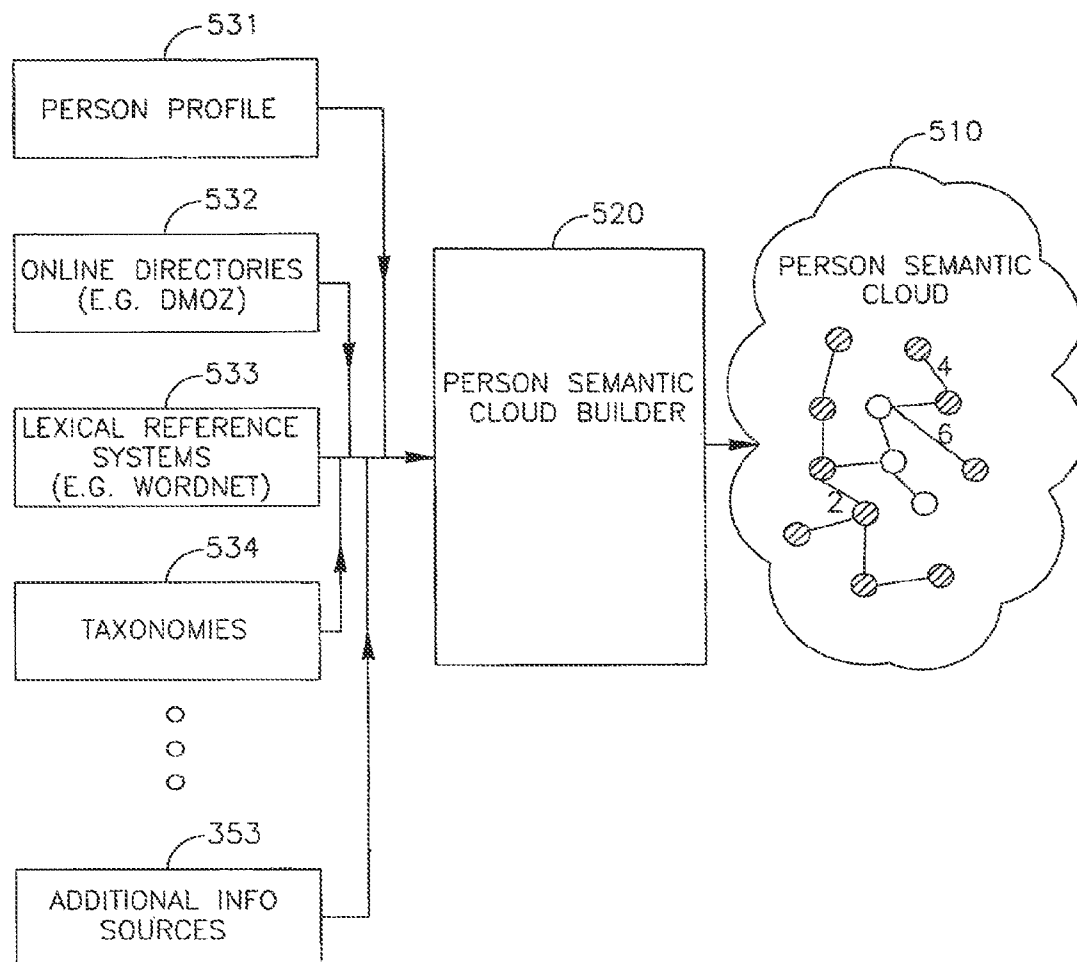 531
PERSON PROFILE
532
ONLINE DIRECTORIES
(E.G. DMOZ)
533
LEXICAL REFERENCE
SYSTEMS
(E.G. WORDNET)
534
TAXONOMIES
353
ADDITIONAL INFO
SOURCES
520
PERSON SEMANTIC
CLOUD BUILDER
510
PERSON SEMANTIC
CLOUD
4
6
2